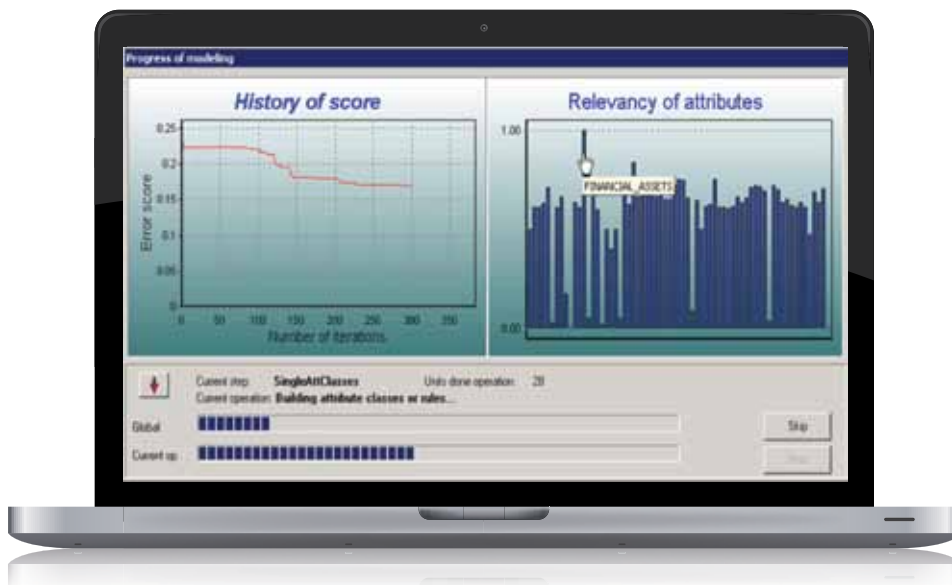 Progress of modeling
History of score
0.25
0.2
0.15
0.1
0.05
0
0 50 100 150 200 250 300 350
Error score
Number of iterations
Relevancy of attributes
1.00
FINANCIAL_ASSETS
0.00
Current step: SingleAttClasses Units done operation: 28
Current operation: Building attribute classes or rules...
Global
Current op.